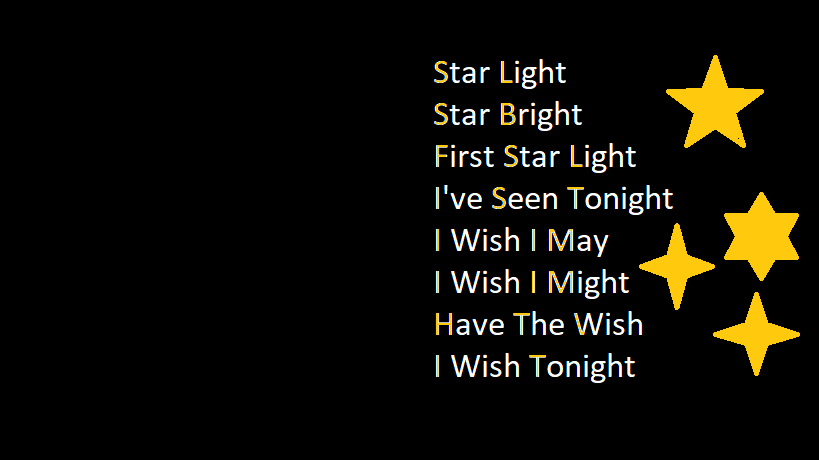 Star Light
Star Bright
First Star Light
I've Seen Tonight
I Wish I May
I Wish I Might
Have The Wish
I Wish Tonight